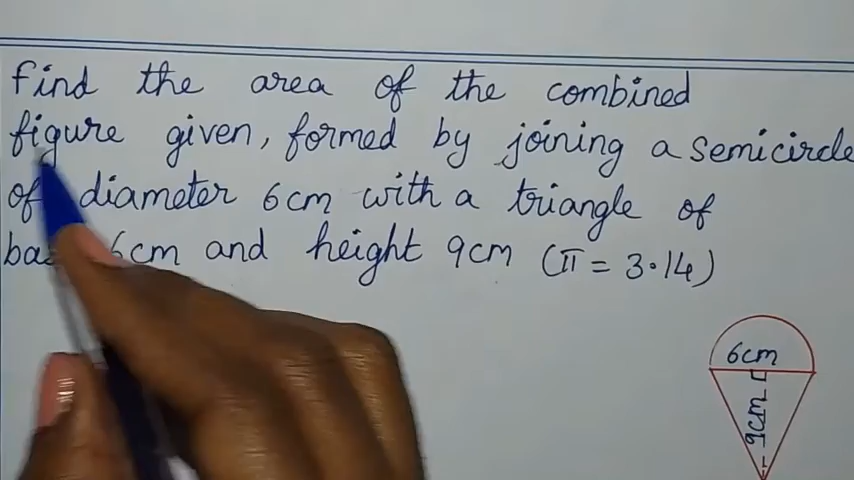 Find the area of the combined
figure given, formed by joining a semicircle
of diameter 6cm with a triangle of
6cm and height 9cm (π = 3.14)
6cm
9cm